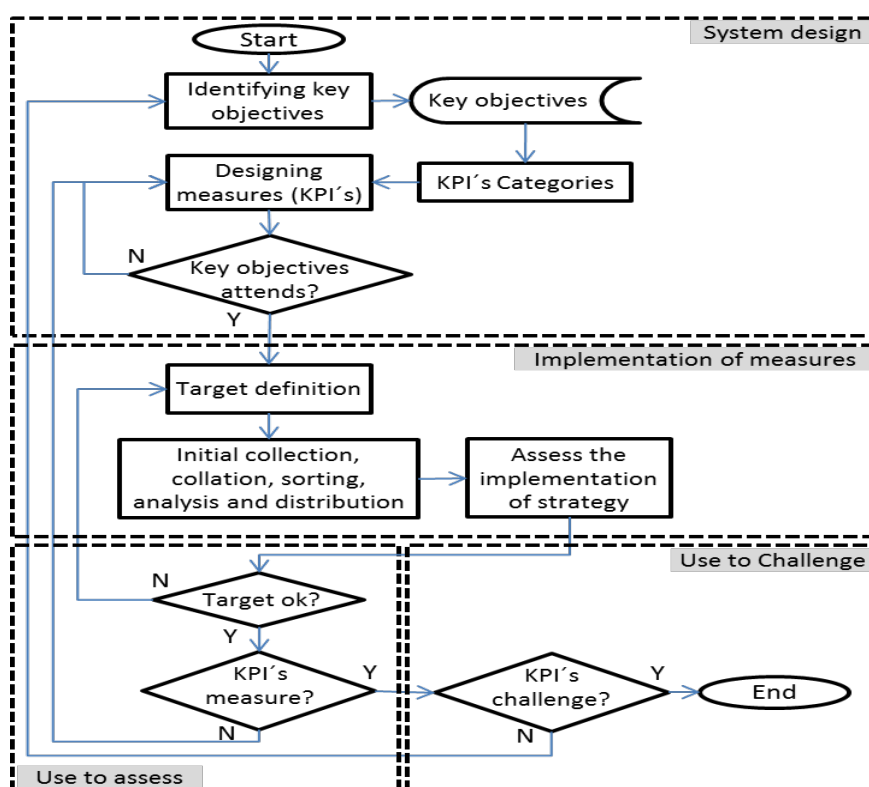 System design
Start
Identifying key
objectives
Key objectives
Designing
measures (KPI´s)
KPI´s Categories
N
Key objectives
attends?
Y
Implementation of measures
Target definition
Initial collection,
collation, sorting,
analysis and distribution
Assess the
implementation
of strategy
Use to Challenge
N
Target ok?
Y
KPI´s
measure?
Y
N
KPI´s
challenge?
Y
N
End
Use to assess